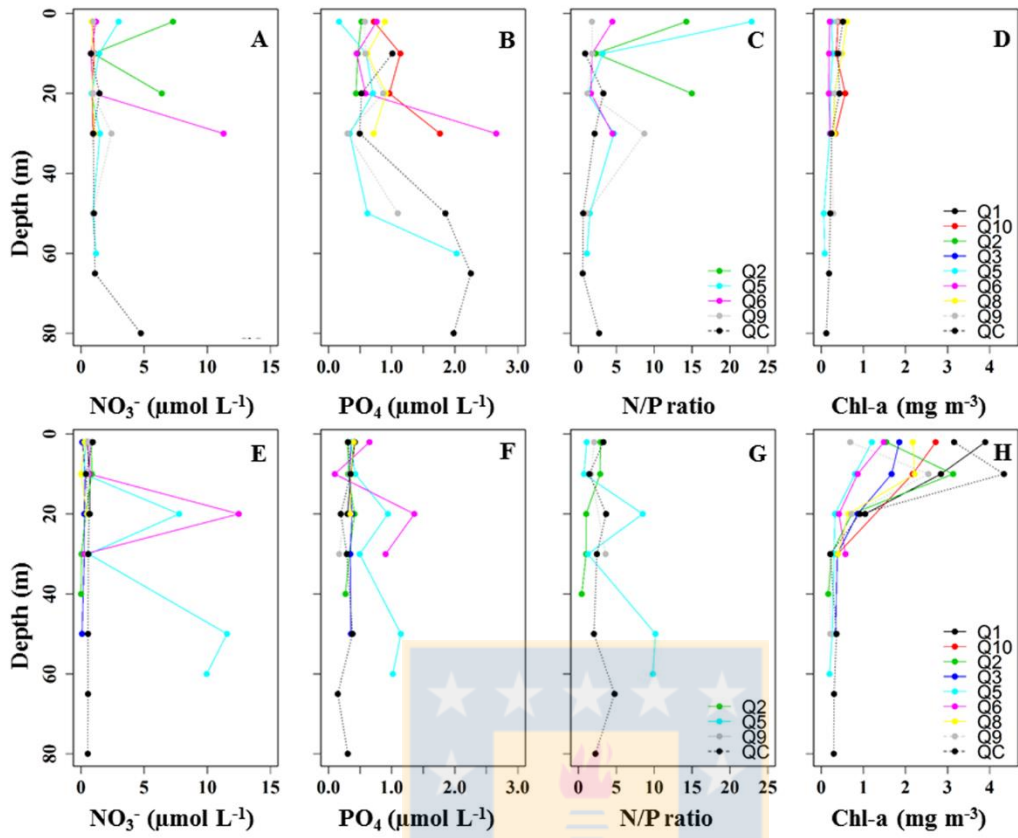 A
B
C
D
0
20
40
60
80
Depth (m)
Q2
Q5
Q6
Q9
QC
Q1
Q10
Q2
Q3
Q5
Q6
Q8
Q9
QC
0 5 10 15
0.0 1.0 2.0 3.0
0 5 10 15 20 25
0 1 2 3 4
NO₃⁻ (µmol L⁻¹)
PO₄ (µmol L⁻¹)
N/P ratio
Chl-a (mg m⁻³)
E
F
G
H
0
20
40
60
80
Depth (m)
Q2
Q5
Q9
QC
Q1
Q10
Q2
Q3
Q5
Q6
Q8
Q9
QC
0 5 10 15
0.0 1.0 2.0 3.0
0 5 10 15 20 25
0 1 2 3 4
NO₃⁻ (µmol L⁻¹)
PO₄ (µmol L⁻¹)
N/P ratio
Chl-a (mg m⁻³)